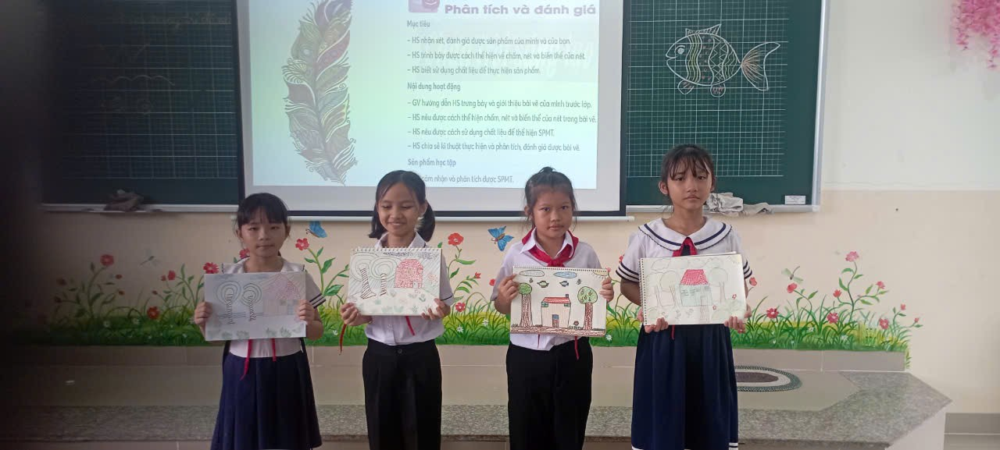 Phân tích và đánh giá
Mục tiêu
– HS nhận xét, đánh giá được sản phẩm của mình và của bạn.
– HS trình bày được cách thể hiện về chấm, nét và biến thể của nét.
– HS biết sử dụng chất liệu để thực hiện sản phẩm.
Nội dung hoạt động
– GV hướng dẫn HS trưng bày và giới thiệu bài vẽ của mình trước lớp.
– HS nêu được cách thể hiện chấm, nét và biến thể của nét trong bài vẽ.
– HS nêu được cách sử dụng chất liệu để thể hiện SPMT.
– HS chia sẻ kĩ thuật thực hiện và phân tích, đánh giá được bài vẽ.
Sản phẩm học tập
cảm nhận và phân tích được SPMT.